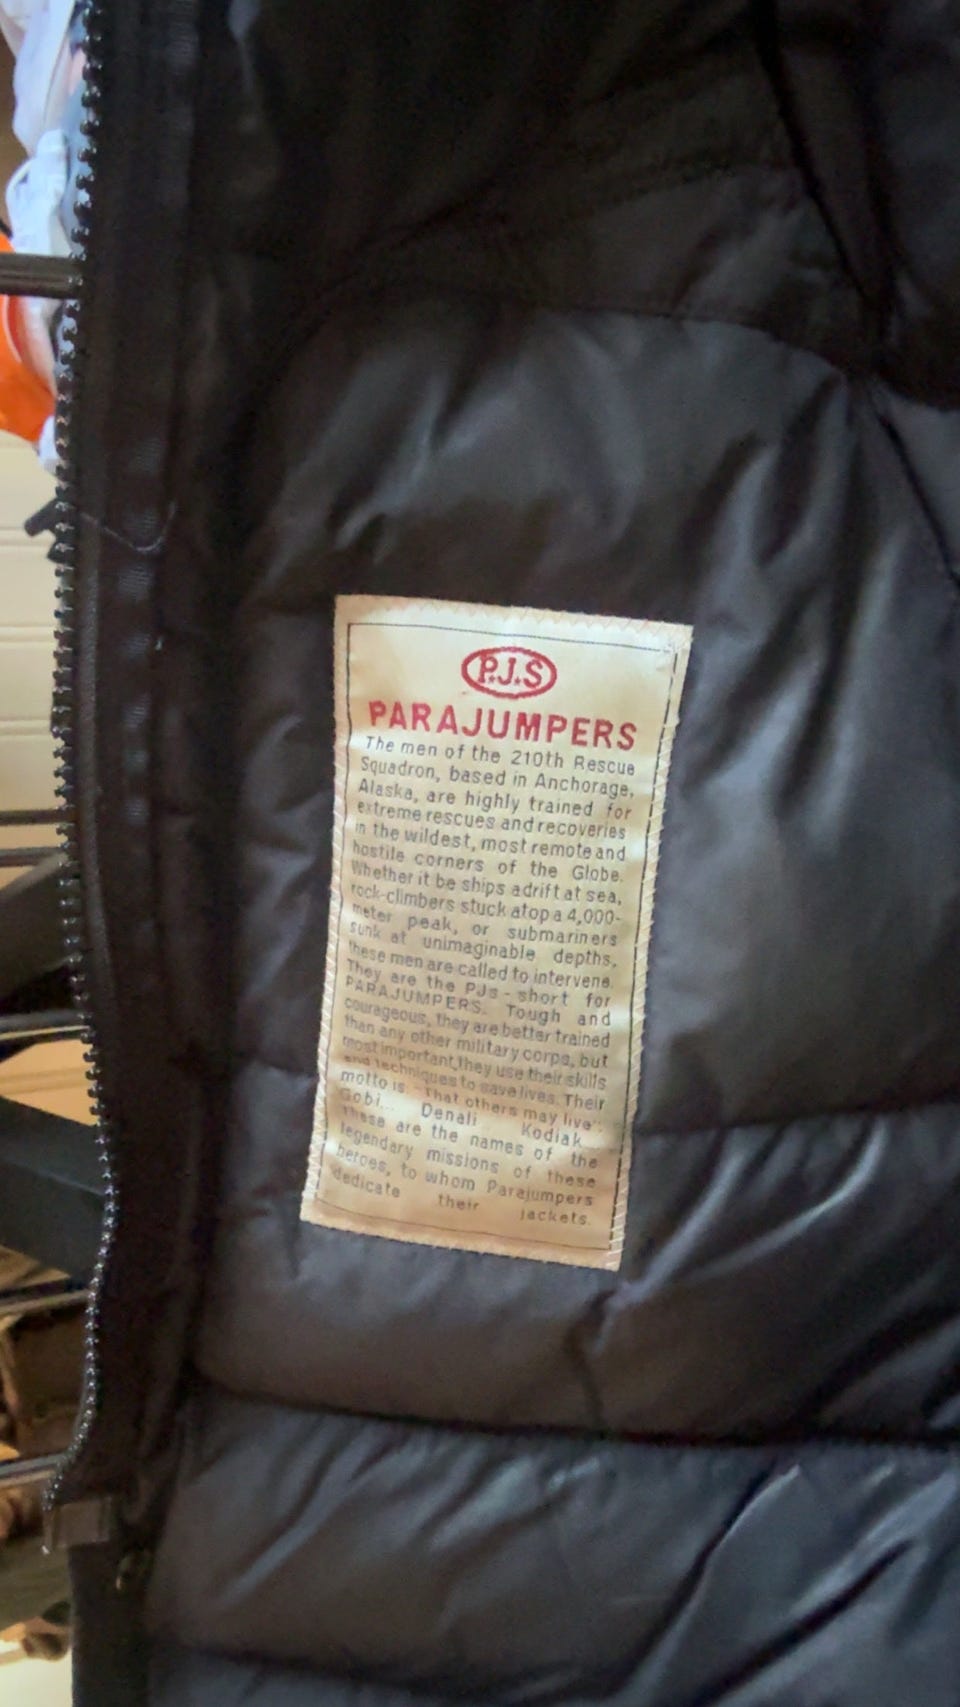 P.J.S
PARAJUMPERS
The men of the 210th Rescue
Squadron, based in Anchorage,
Alaska, are highly trained for
extreme rescues and recoveries
in the wildest, most remote and
hostile corners of the Globe.
Whether it be ships adrift at sea,
rock-climbers stuck atop a 4,000-
meter peak, or submariners
sunk at unimaginable depths,
these men are called to intervene.
They are the PJs - short for
PARAJUMPERS. Tough and
courageous, they are better trained
than any other military corps, but
most important, they use their skills
and techniques to save lives. Their
motto is: "That others may live":
Gobi... Denali... Kodiak...
These are the names of the
legendary missions of these
heroes, to whom Parajumpers
dedicate their jackets.